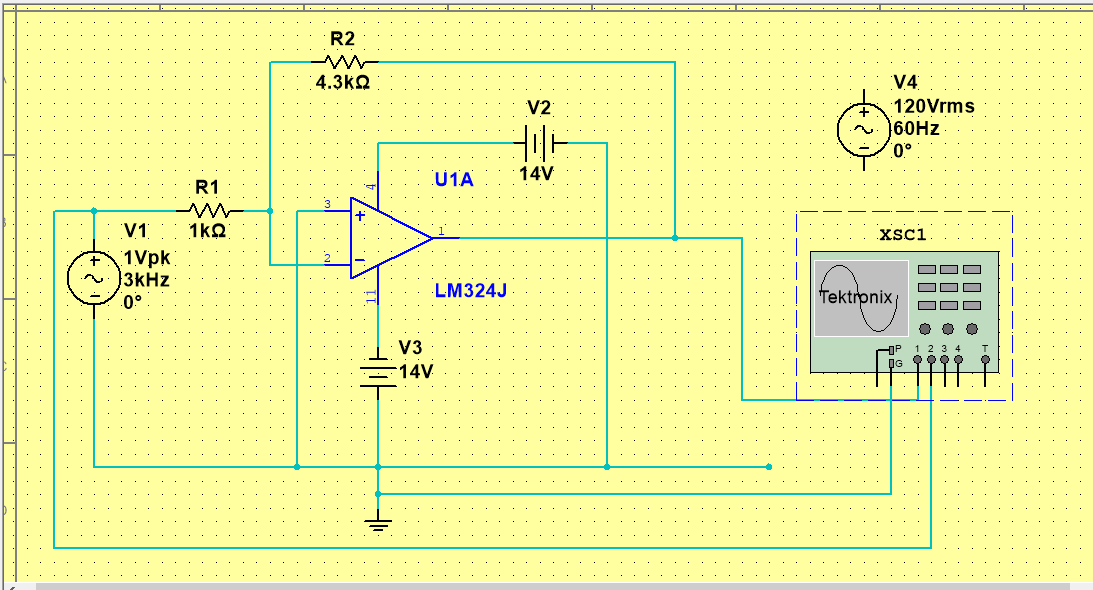 R2
4.3kΩ
V2
14V
V4
120Vrms
60Hz
0°
U1A
4
R1
1kΩ
3
2
1
11
V1
1Vpk
3kHz
0°
LM324J
V3
14V
XSC1
Tektronix
P
G
1 2 3 4 T